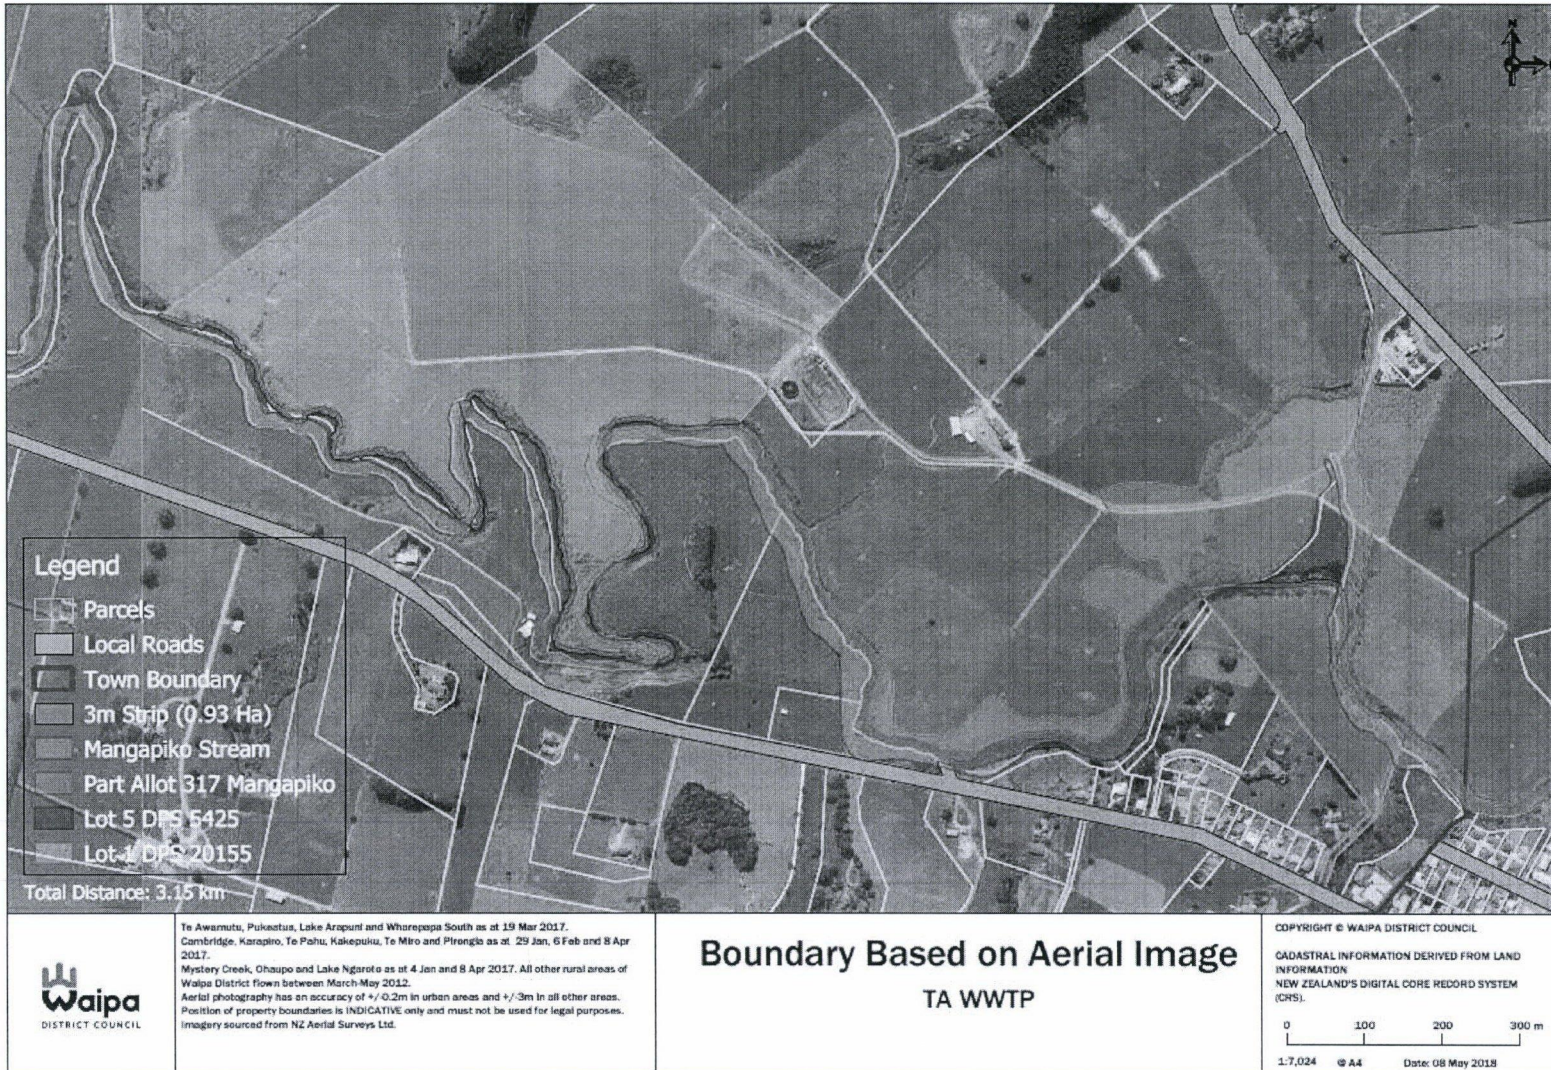 N
Legend
Parcels
Local Roads
Town Boundary
3m Strip (0.93 Ha)
Mangapiko Stream
Part Allot 317 Mangapiko
Lot 5 DPS 5425
Lot 1 DPS 20155
Total Distance: 3.15 km
Waipa
DISTRICT COUNCIL
Te Awamutu, Pukeatua, Lake Arapuni and Wharepapa South as at 19 Mar 2017.
Cambridge, Karapiro, Te Pahu, Kakepuku, Te Miro and Pirongia as at 29 Jan, 6 Feb and 8 Apr
2017.
Mystery Creek, Ohaupo and Lake Ngaroto as at 4 Jan and 8 Apr 2017. All other rural areas of
Waipa District flown between March-May 2012.
Aerial photography has an accuracy of +/-0.2m in urban areas and +/-3m in all other areas.
Position of property boundaries is INDICATIVE only and must not be used for legal purposes.
Imagery sourced from NZ Aerial Surveys Ltd.
Boundary Based on Aerial Image
TA WWTP
COPYRIGHT © WAIPA DISTRICT COUNCIL
CADASTRAL INFORMATION DERIVED FROM LAND
INFORMATION
NEW ZEALAND'S DIGITAL CORE RECORD SYSTEM
(CRS).
0 100 200 300 m
1:7,024 @ A4 Date: 08 May 2018